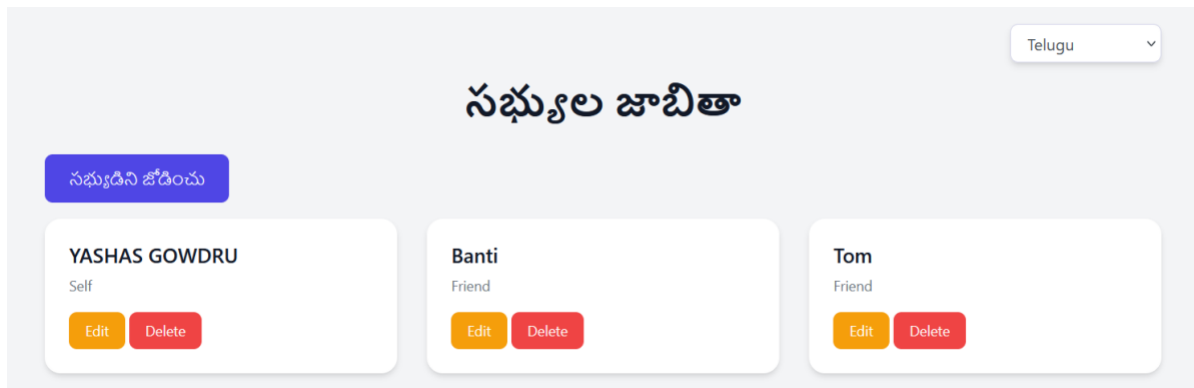 Telugu
సభ్యుల జాబితా
సభ్యుడిని జోడించు
YASHAS GOWDRU
Self
Edit Delete
Banti
Friend
Edit Delete
Tom
Friend
Edit Delete